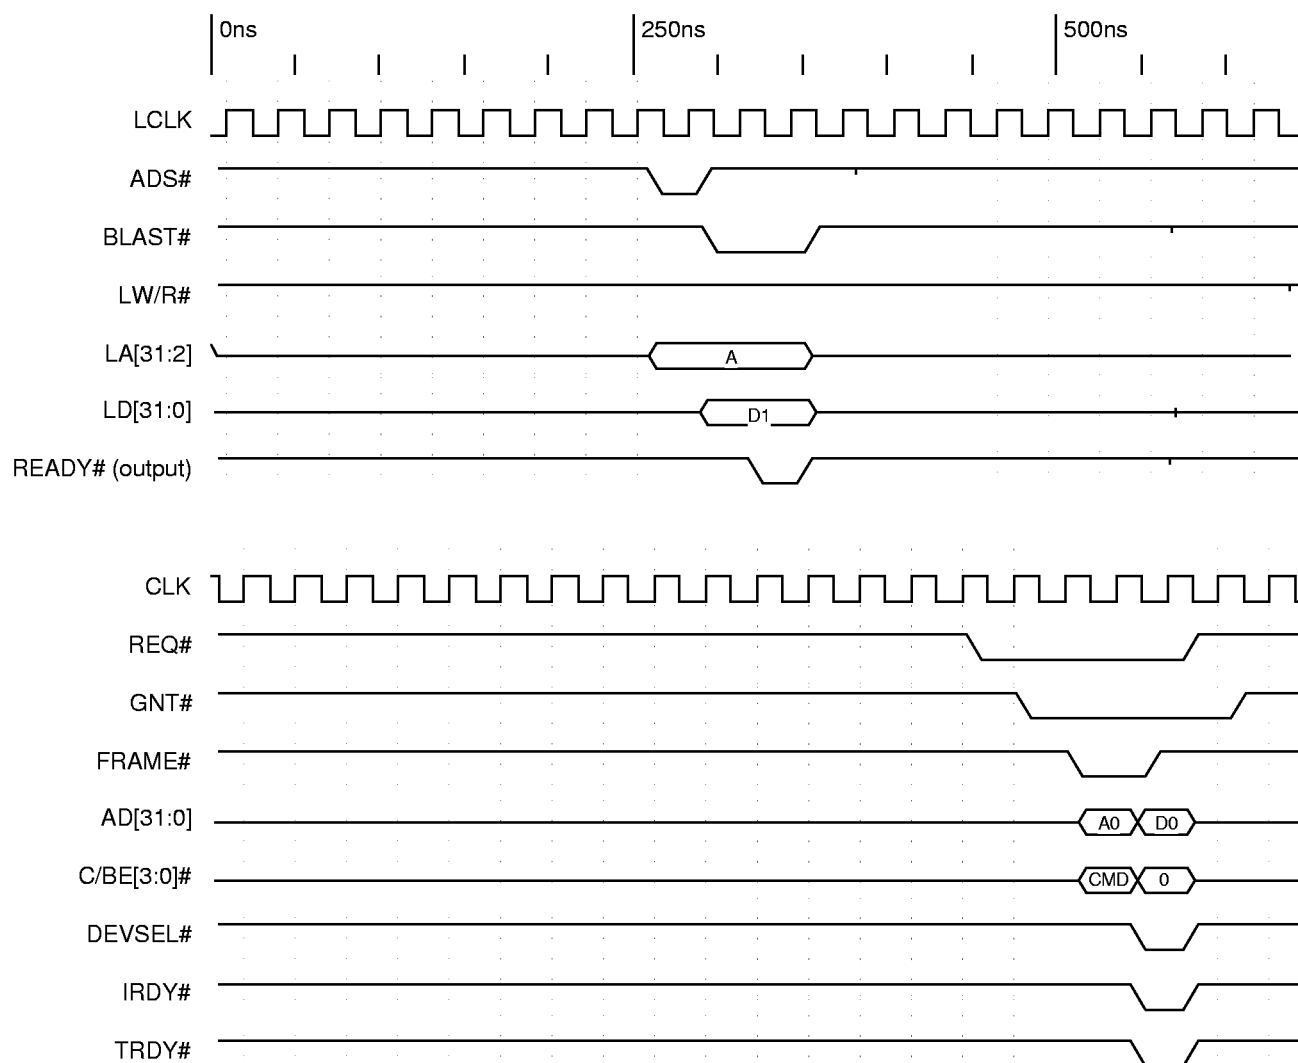 0ns 250ns 500ns
LCLK
ADS#
BLAST#
LW/R#
LA[31:2] A
LD[31:0] D1
READY# (output)
CLK
REQ#
GNT#
FRAME#
AD[31:0] A0 D0
C/BE[3:0]# CMD 0
DEVSEL#
IRDY#
TRDY#